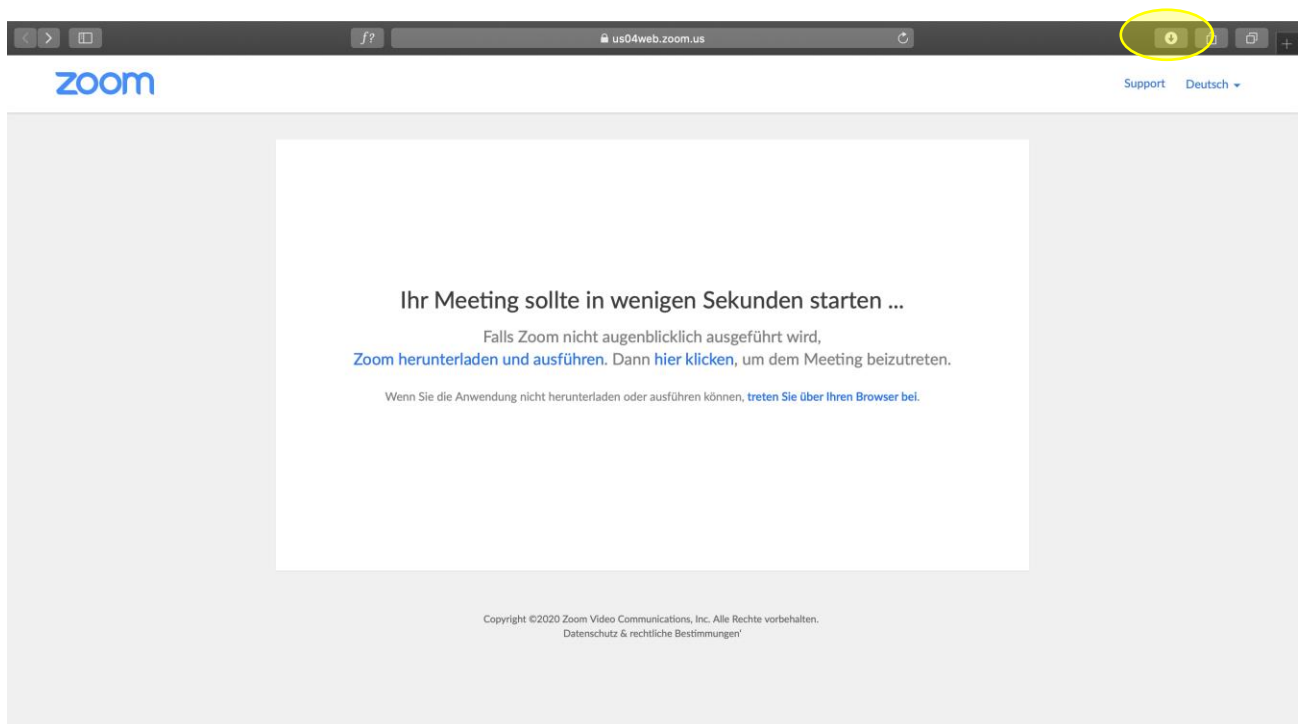 f?
us04web.zoom.us
zoom
Support Deutsch
Ihr Meeting sollte in wenigen Sekunden starten ...
Falls Zoom nicht augenblicklich ausgeführt wird,
Zoom herunterladen und ausführen. Dann hier klicken, um dem Meeting beizutreten.
Wenn Sie die Anwendung nicht herunterladen oder ausführen können, treten Sie über Ihren Browser bei.
Copyright ©2020 Zoom Video Communications, Inc. Alle Rechte vorbehalten.
Datenschutz & rechtliche Bestimmungen'